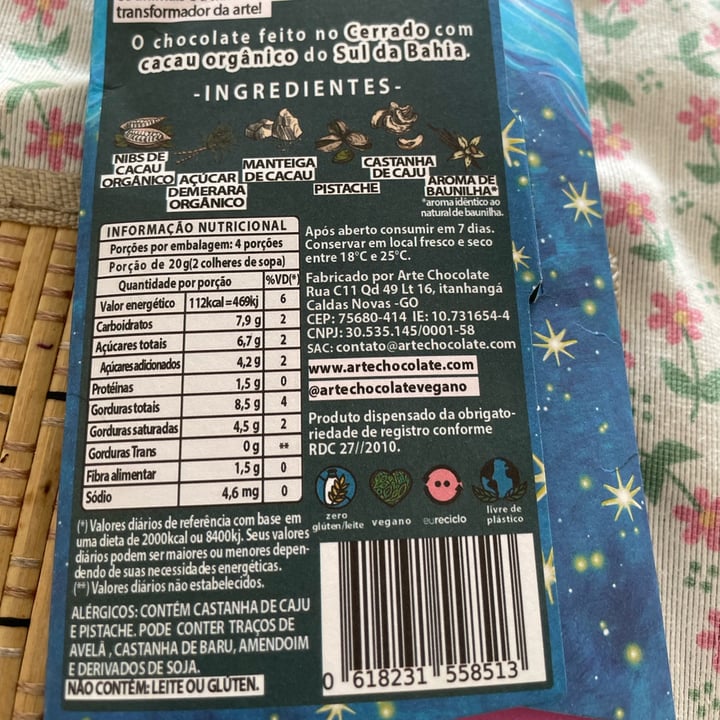 transformador da arte!
O chocolate feito no Cerrado com
cacau orgânico do Sul da Bahia.
-INGREDIENTES-
NIBS DE
CACAU
ORGÂNICO
AÇÚCAR
DEMERARA
ORGÂNICO
MANTEIGA
DE CACAU
PISTACHE
CASTANHA
DE CAJU
AROMA DE
BAUNILHA*
*aroma idêntico ao
natural de baunilha.
INFORMAÇÃO NUTRICIONAL
Porções por embalagem: 4 porções
Porção de 20g(2 colheres de sopa)
Quantidade por porção %VD(*)
Valor energético 112kcal=469kj 6
Carboidratos 7,9 g 2
Açúcares totais 6,7 g 2
Açúcares adicionados 4,2 g 2
Protéinas 1,5 g 0
Gorduras totais 8,5 g 4
Gorduras saturadas 4,5 g 2
Gorduras Trans 0 g **
Fibra alimentar 1,5 g 0
Sódio 4,6 mg 0
(*) Valores diários de referência com base em
uma dieta de 2000kcal ou 8400kj. Seus valores
diários podem ser maiores ou menores depen-
dendo de suas necessidades energéticas.
(**) Valores diários não estabelecidos.
ALÉRGICOS: CONTÉM CASTANHA DE CAJU
E PISTACHE. PODE CONTER TRAÇOS DE
AVELÃ, CASTANHA DE BARU, AMENDOIM
E DERIVADOS DE SOJA.
NÃO CONTÉM: LEITE OU GLÚTEN.
Após aberto consumir em 7 dias.
Conservar em local fresco e seco
entre 18°C e 25°C.
Fabricado por Arte Chocolate
Rua C11 Qd 49 Lt 16, itanhangá
Caldas Novas -GO
CEP: 75680-414 IE: 10.731654-4
CNPJ: 30.535.145/0001-58
SAC: contato@artechocolate.com
www.artechocolate.com
@artechocolatevegano
Produto dispensado da obrigato-
riedade de registro conforme
RDC 27//2010.
zero
glúten/leite
vegano
eureciclo
livre de
plástico
0 618231 558513